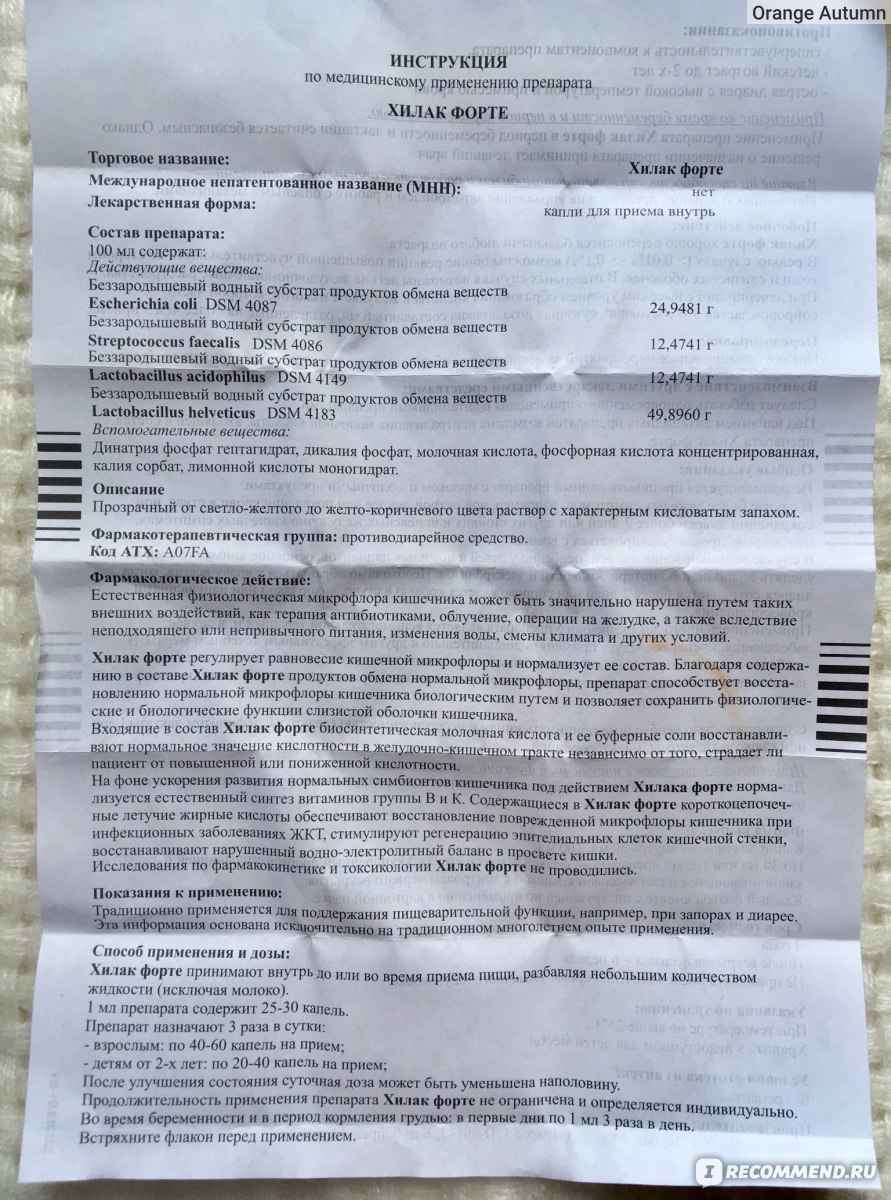 Orange Autumn
ИНСТРУКЦИЯ
по медицинскому применению препарата
ХИЛАК ФОРТЕ
Торговое название: Хилак форте
Международное непатентованное название (МНН): нет
Лекарственная форма: капли для приема внутрь
Состав препарата:
100 мл содержат:
Действующие вещества:
Беззародышевый водный субстрат продуктов обмена веществ
Escherichia coli DSM 4087 24,9481 г
Беззародышевый водный субстрат продуктов обмена веществ
Streptococcus faecalis DSM 4086 12,4741 г
Беззародышевый водный субстрат продуктов обмена веществ
Lactobacillus acidophilus DSM 4149 12,4741 г
Беззародышевый водный субстрат продуктов обмена веществ
Lactobacillus helveticus DSM 4183 49,8960 г
Вспомогательные вещества:
Динатрия фосфат гептагидрат, дикалия фосфат, молочная кислота, фосфорная кислота концентрированная,
калия сорбат, лимонной кислоты моногидрат.
Описание
Прозрачный от светло-желтого до желто-коричневого цвета раствор с характерным кисловатым запахом.
Фармакотерапевтическая группа: противодиарейное средство.
Код АТХ: A07FA
Фармакологическое действие:
Естественная физиологическая микрофлора кишечника может быть значительно нарушена путем таких
внешних воздействий, как терапия антибиотиками, облучение, операции на желудке, а также вследствие
неподходящего или непривычного питания, изменения воды, смены климата и других условий.
Хилак форте регулирует равновесие кишечной микрофлоры и нормализует ее состав. Благодаря содержа-
нию в составе Хилак форте продуктов обмена нормальной микрофлоры, препарат способствует восста-
новлению нормальной микрофлоры кишечника биологическим путем и позволяет сохранить физиологиче-
ские и биологические функции слизистой оболочки кишечника.
Входящие в состав Хилак форте биосинтетическая молочная кислота и ее буферные соли восстанавли-
вают нормальное значение кислотности в желудочно-кишечном тракте независимо от того, страдает ли
пациент от повышенной или пониженной кислотности.
На фоне ускорения развития нормальных симбионтов кишечника под действием Хилака форте норма-
лизуется естественный синтез витаминов группы В и К. Содержащиеся в Хилак форте короткоцепочеч-
ные летучие жирные кислоты обеспечивают восстановление поврежденной микрофлоры кишечника при
инфекционных заболеваниях ЖКТ, стимулируют регенерацию эпителиальных клеток кишечной стенки,
восстанавливают нарушенный водно-электролитный баланс в просвете кишки.
Исследования по фармакокинетике и токсикологии Хилак форте не проводились.
Показания к применению:
Традиционно применяется для поддержания пищеварительной функции, например, при запорах и диарее.
Эта информация основана исключительно на традиционном многолетнем опыте применения.
Способ применения и дозы:
Хилак форте принимают внутрь до или во время приема пищи, разбавляя небольшим количеством
жидкости (исключая молоко).
1 мл препарата содержит 25-30 капель.
Препарат назначают 3 раза в сутки:
- взрослым: по 40-60 капель на прием;
- детям от 2-х лет: по 20-40 капель на прием;
После улучшения состояния суточная доза может быть уменьшена наполовину.
Продолжительность применения препарата Хилак форте не ограничена и определяется индивидуально.
Во время беременности и в период кормления грудью: в первые дни по 1 мл 3 раза в день.
Встряхните флакон перед применением.
IRECOMMEND.RU